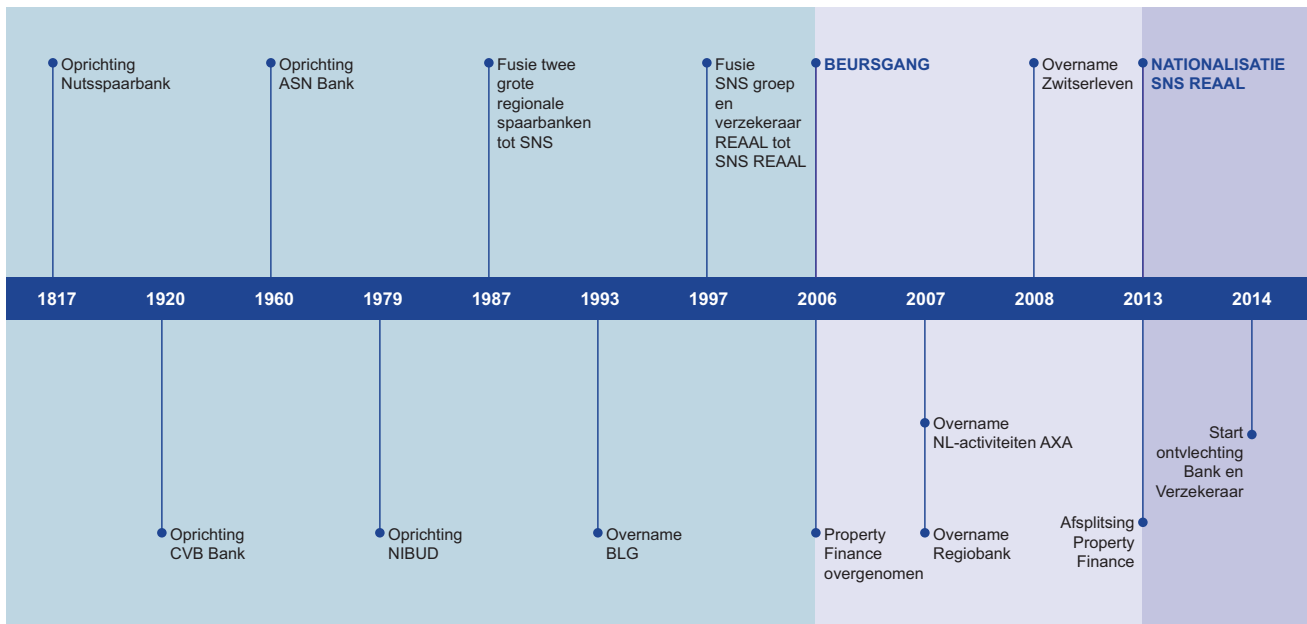 Oprichting
Nutsspaarbank
Oprichting
ASN Bank
Fusie twee
grote
regionale
spaarbanken
tot SNS
Fusie
SNS groep
en
verzekeraar
REAAL tot
SNS REAAL
BEURSGANG
Overname
Zwitserleven
NATIONALISATIE
SNS REAAL
1817 1920 1960 1979 1987 1993 1997 2006 2007 2008 2013 2014
Oprichting
CVB Bank
Oprichting
NIBUD
Overname
BLG
Property
Finance
overgenomen
Overname
NL-activiteiten AXA
Overname
Regiobank
Afsplitsing
Property
Finance
Start
ontvlechting
Bank en
Verzekeraar